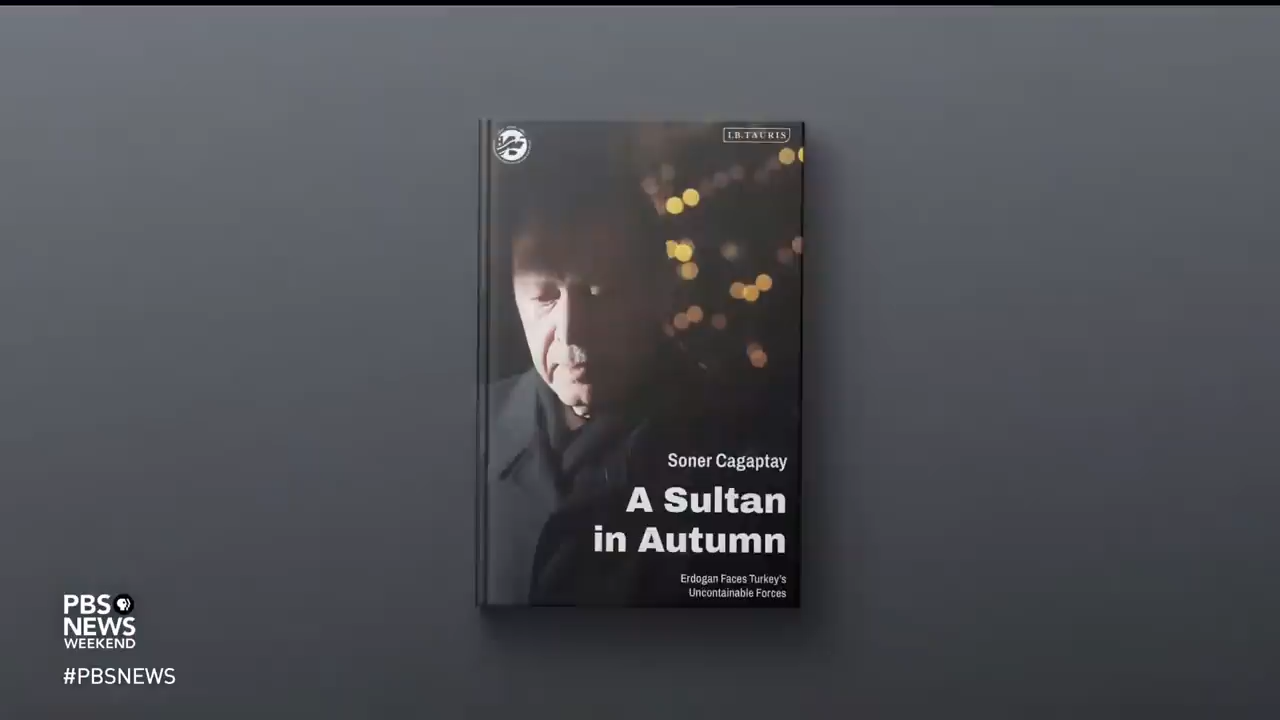 I.B.TAURIS
Soner Cagaptay
A Sultan
in Autumn
Erdogan Faces Turkey's
Uncontainable Forces
PBS
NEWS
WEEKEND
#PBSNEWS